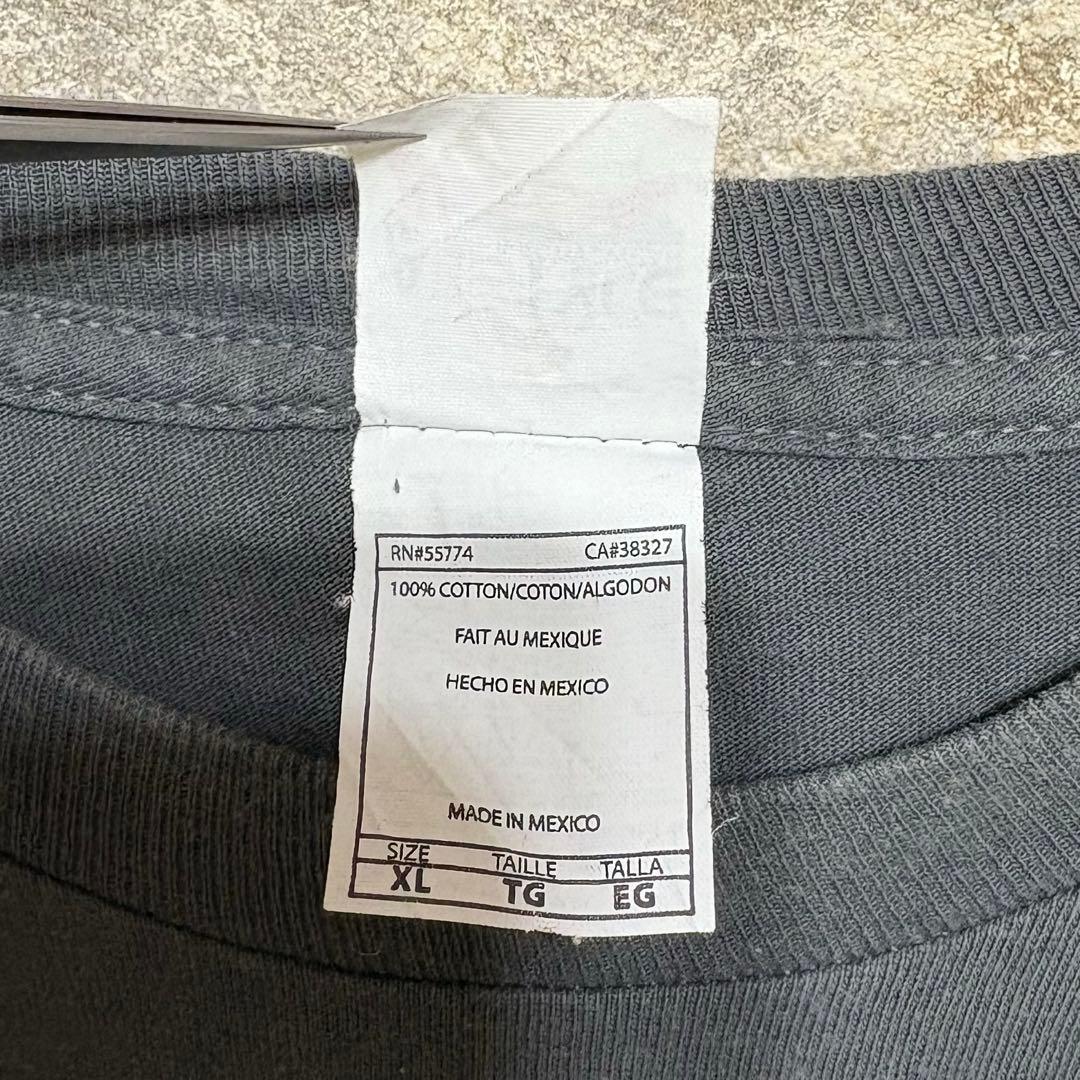 RN#55774 CA#38327
100% COTTON/COTON/ALGODON
FAIT AU MEXIQUE
HECHO EN MEXICO
MADE IN MEXICO
SIZE TAILLE TALLA
XL TG EG